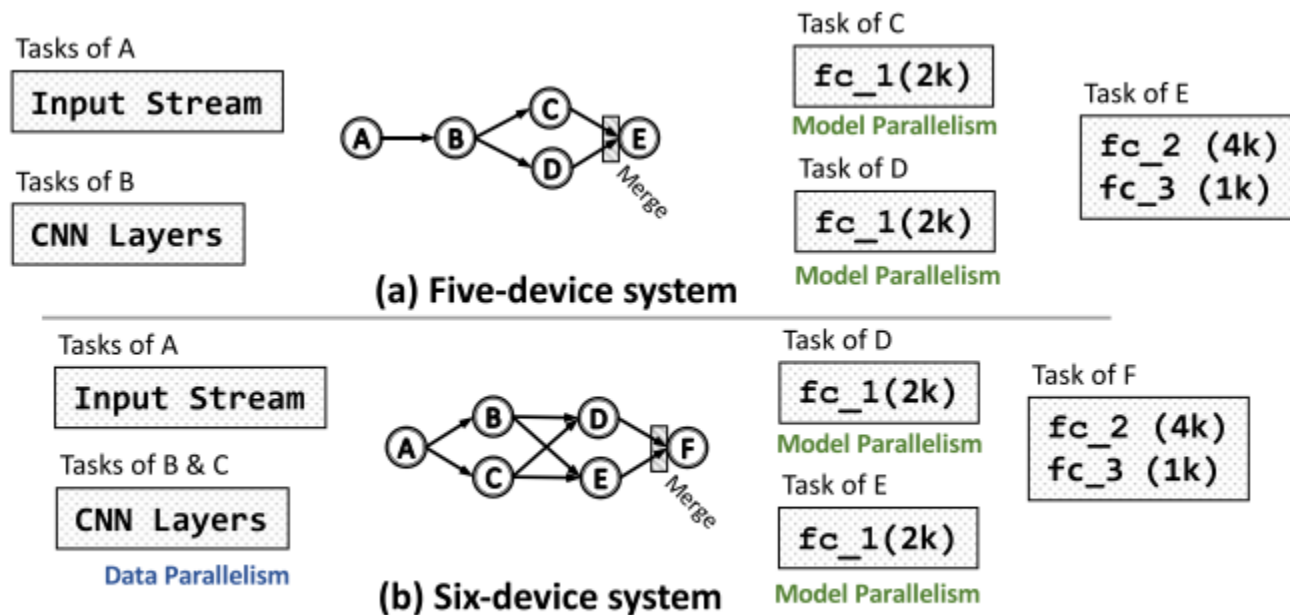 Tasks of A
Input Stream
Tasks of B
CNN Layers
A
B
C
D
E
Merge
Task of C
fc_1(2k)
Model Parallelism
Task of D
fc_1(2k)
Model Parallelism
Task of E
fc_2 (4k)
fc_3 (1k)
(a) Five-device system
Tasks of A
Input Stream
Tasks of B & C
CNN Layers
Data Parallelism
A
B
C
D
E
F
Merge
Task of D
fc_1(2k)
Model Parallelism
Task of E
fc_1(2k)
Model Parallelism
Task of F
fc_2 (4k)
fc_3 (1k)
(b) Six-device system